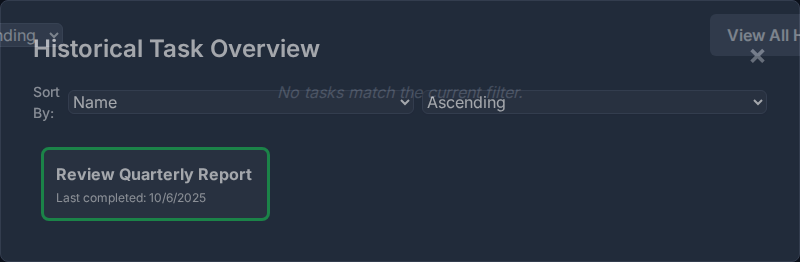 nding
View All H
Historical Task Overview
×
No tasks match the current filter.
Sort By:
Name
Ascending
Review Quarterly Report
Last completed: 10/6/2025